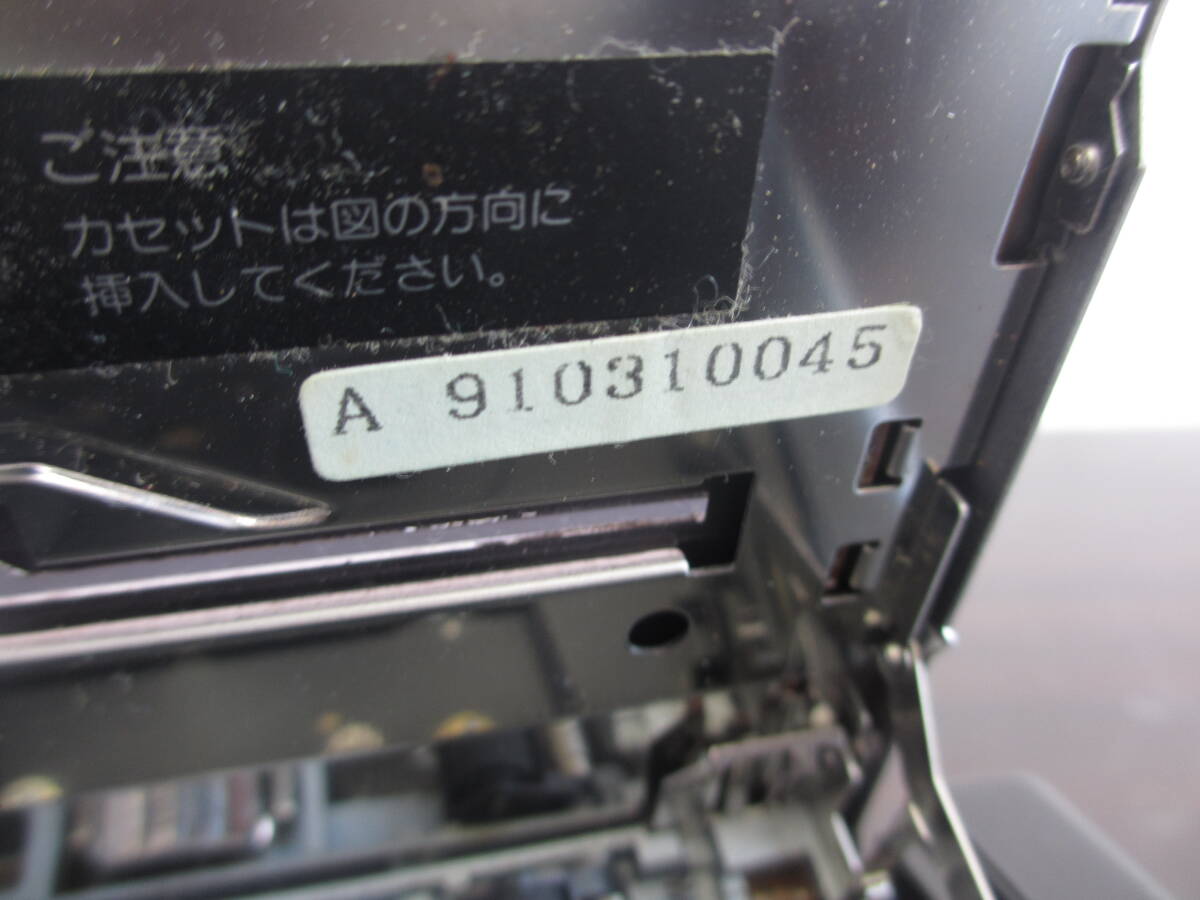 ご注意
カセットは図の方向に
挿入してください。
A 910310045